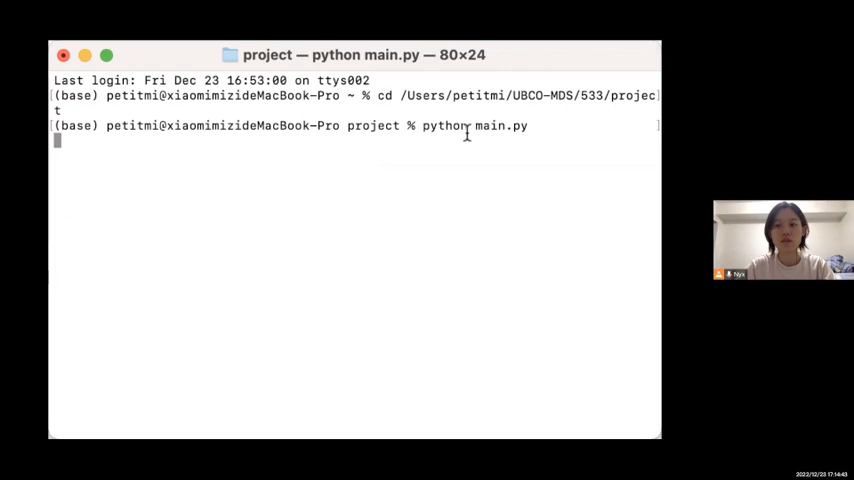 project — python main.py — 80×24
Last login: Fri Dec 23 16:53:00 on ttys002
[(base) petitmi@xiaomimizideMacBook-Pro ~ % cd /Users/petitmi/UBCO-MDS/533/projec]
t
[(base) petitmi@xiaomimizideMacBook-Pro project % python main.py ]
Nyx
2022/12/23 17:14:43